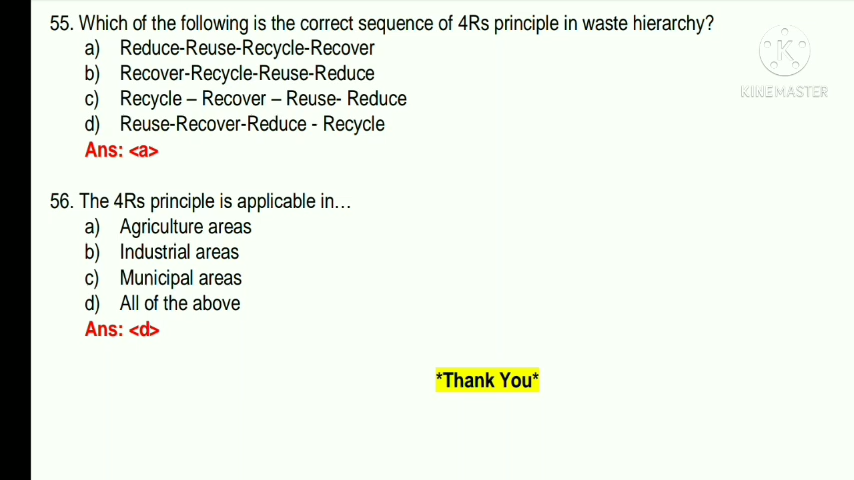 55. Which of the following is the correct sequence of 4Rs principle in waste hierarchy?
a) Reduce-Reuse-Recycle-Recover
b) Recover-Recycle-Reuse-Reduce
c) Recycle – Recover – Reuse- Reduce
d) Reuse-Recover-Reduce - Recycle
Ans: <a>
56. The 4Rs principle is applicable in…
a) Agriculture areas
b) Industrial areas
c) Municipal areas
d) All of the above
Ans: <d>
*Thank You*
K
KINEMASTER